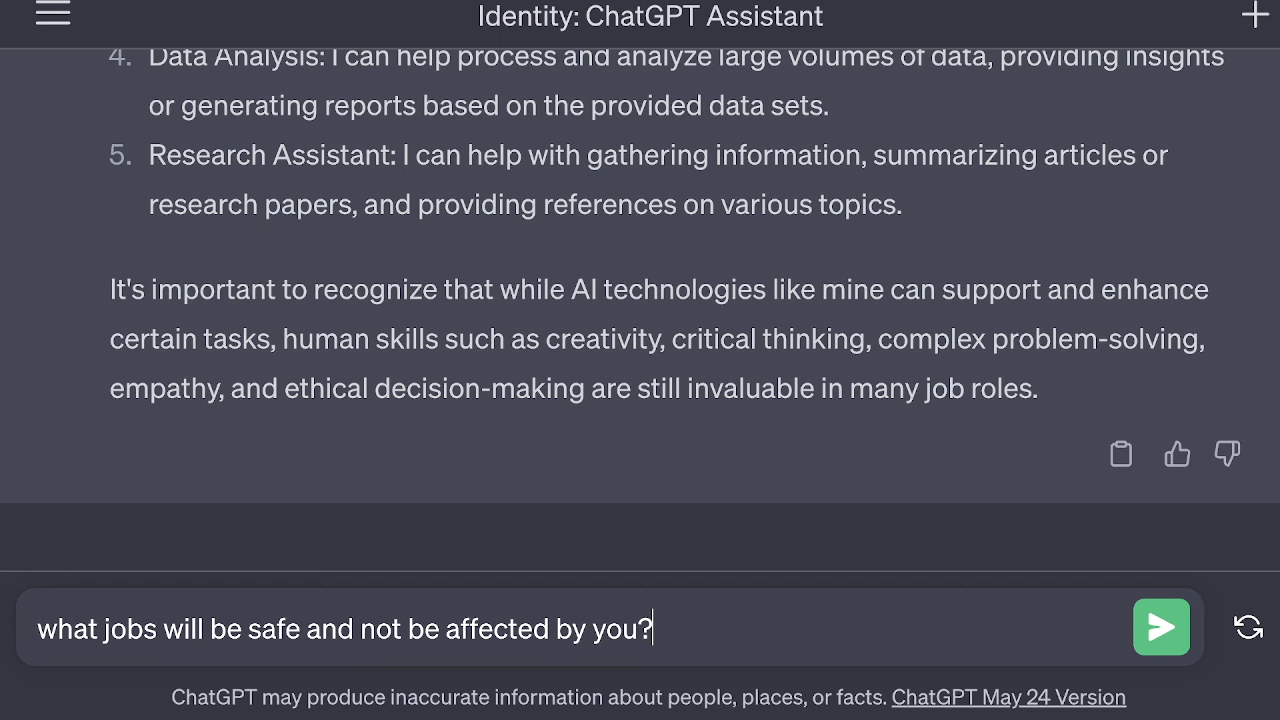 Identity: ChatGPT Assistant
4. Data Analysis: I can help process and analyze large volumes of data, providing insights
or generating reports based on the provided data sets.
5. Research Assistant: I can help with gathering information, summarizing articles or
research papers, and providing references on various topics.
It's important to recognize that while AI technologies like mine can support and enhance
certain tasks, human skills such as creativity, critical thinking, complex problem-solving,
empathy, and ethical decision-making are still invaluable in many job roles.
what jobs will be safe and not be affected by you?
ChatGPT may produce inaccurate information about people, places, or facts. ChatGPT May 24 Version